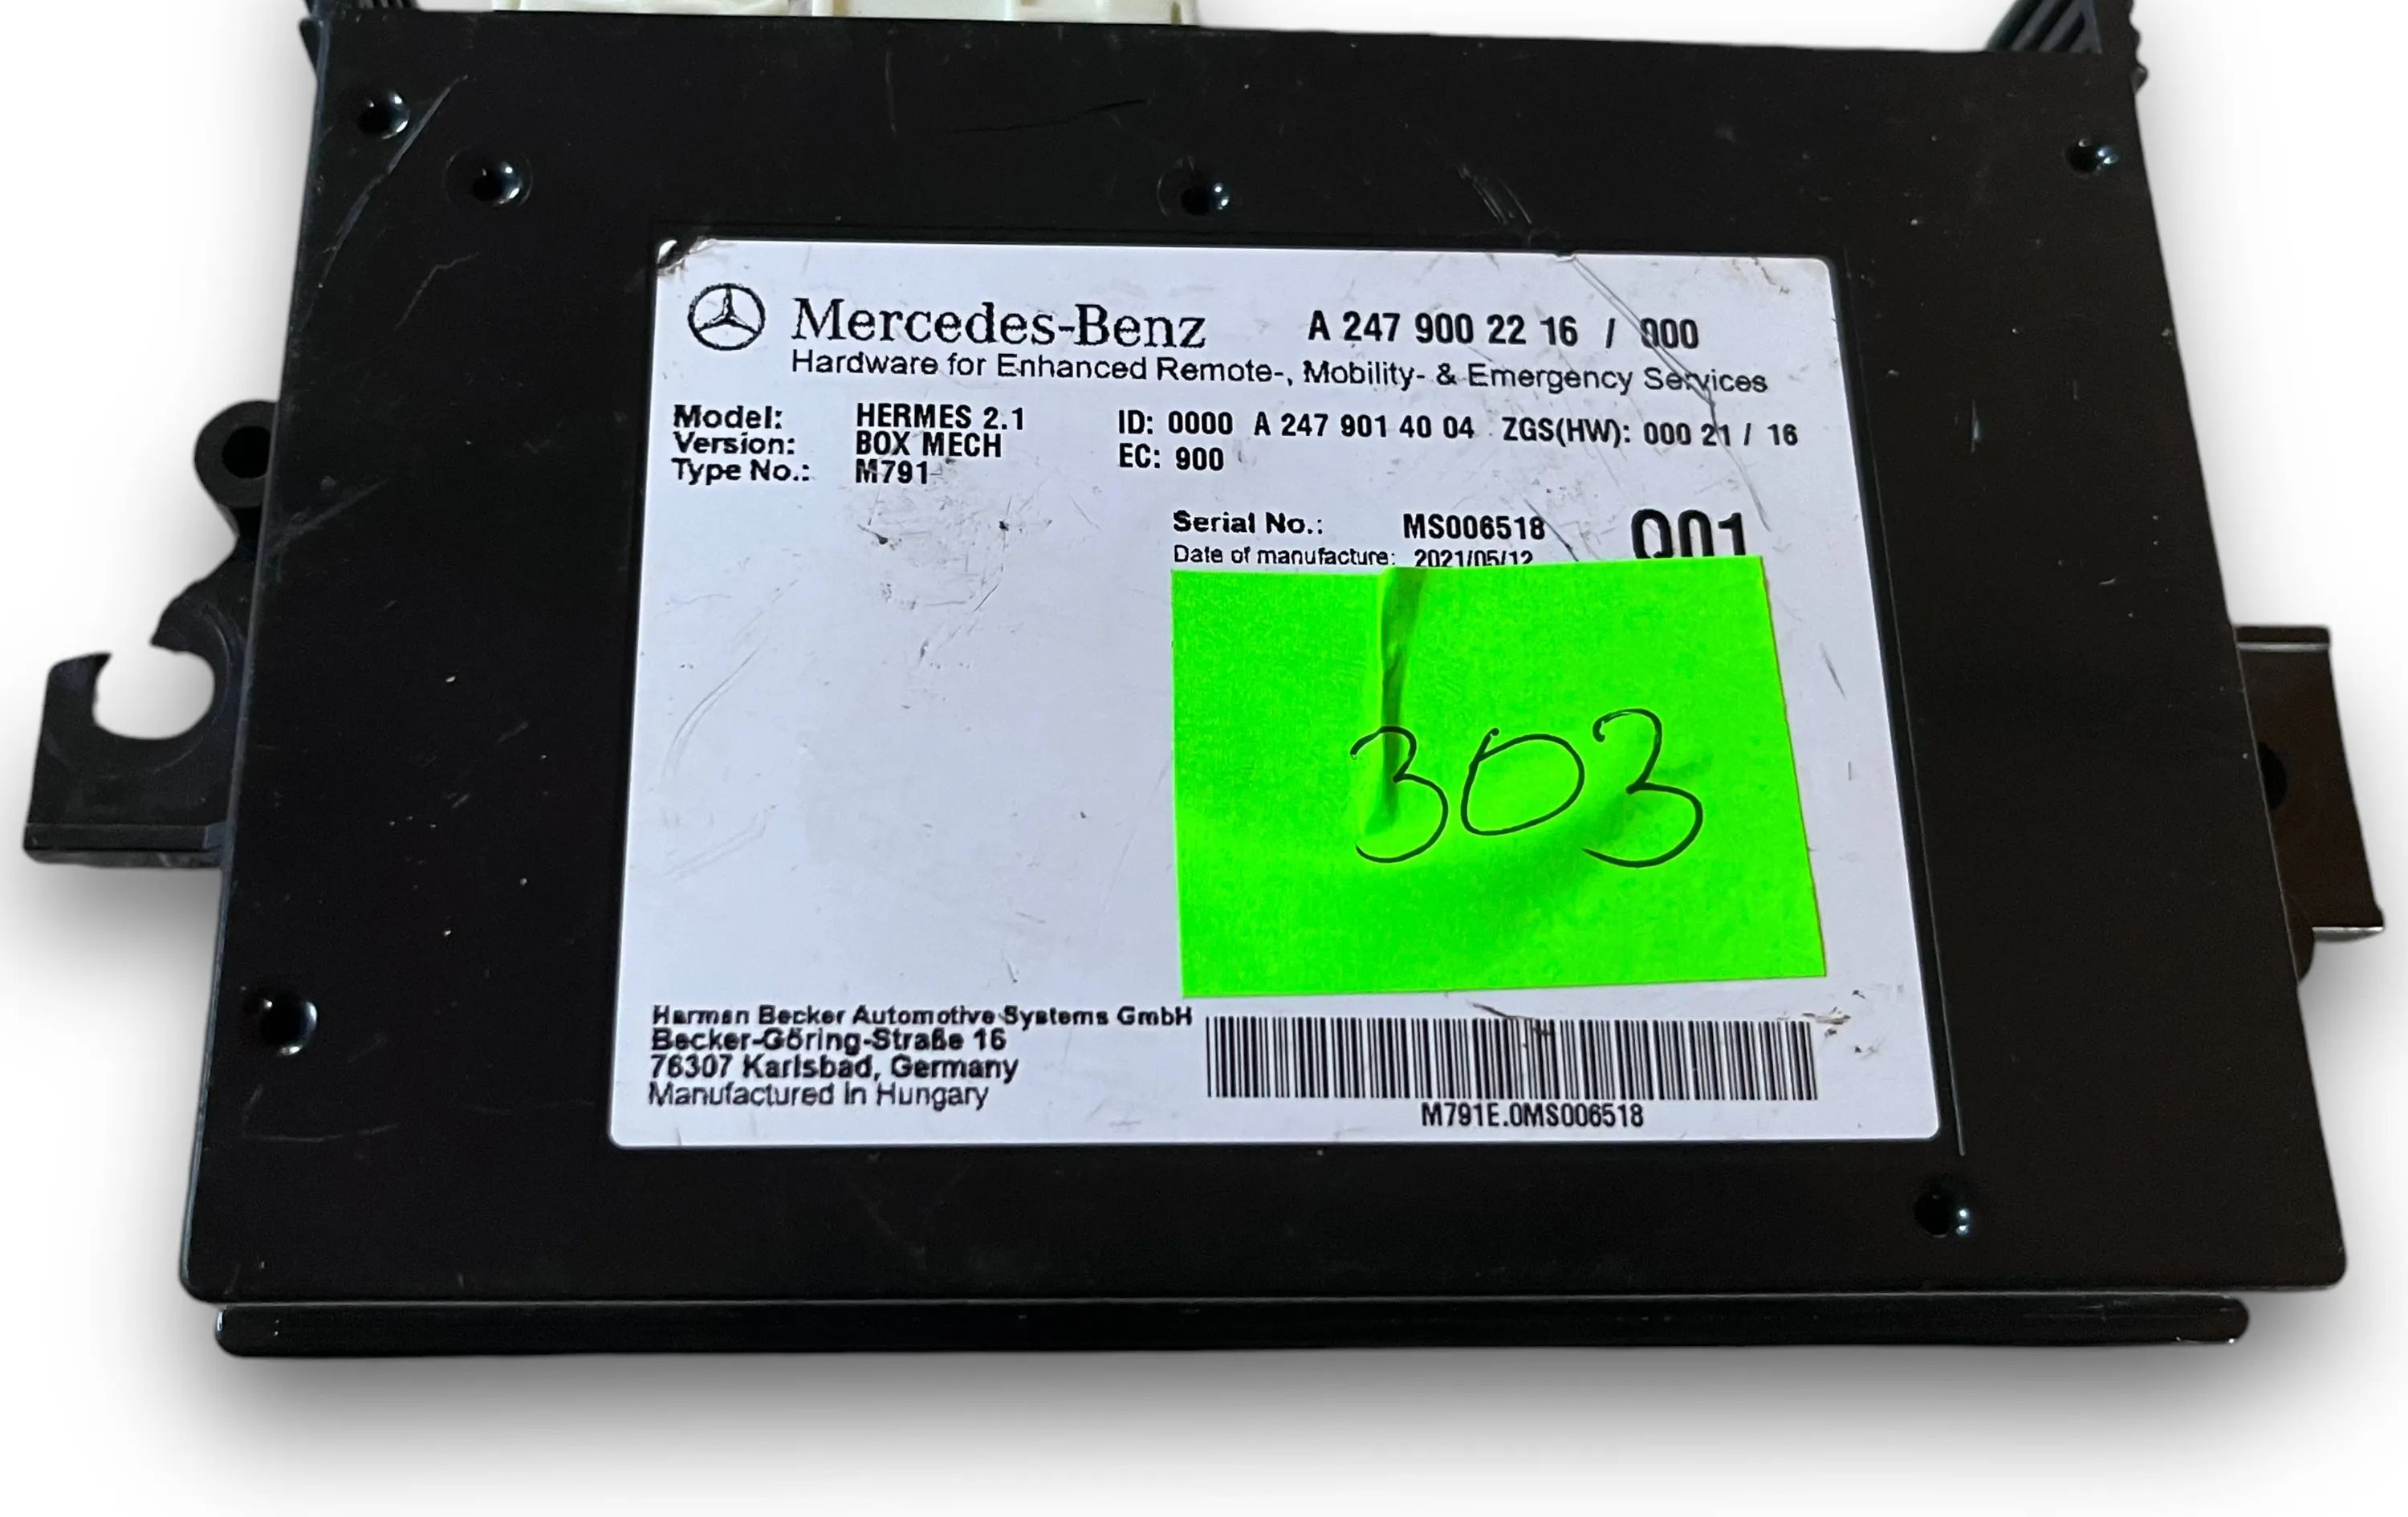 Mercedes-Benz A 247 900 22 16 / 000
Hardware for Enhanced Remote-, Mobility- & Emergency Services
Model: HERMES 2.1 ID: 0000 A 247 901 40 04 ZGS(HW): 000 21 / 16
Version: BOX MECH EC: 900
Type No.: M791
Serial No.: MS006518 Q01
Date of manufacture: 2021/05/12
303
Harman Becker Automotive Systems GmbH
Becker-Göring-Straße 16
76307 Karlsbad, Germany
Manufactured in Hungary
M791E.0MS006518